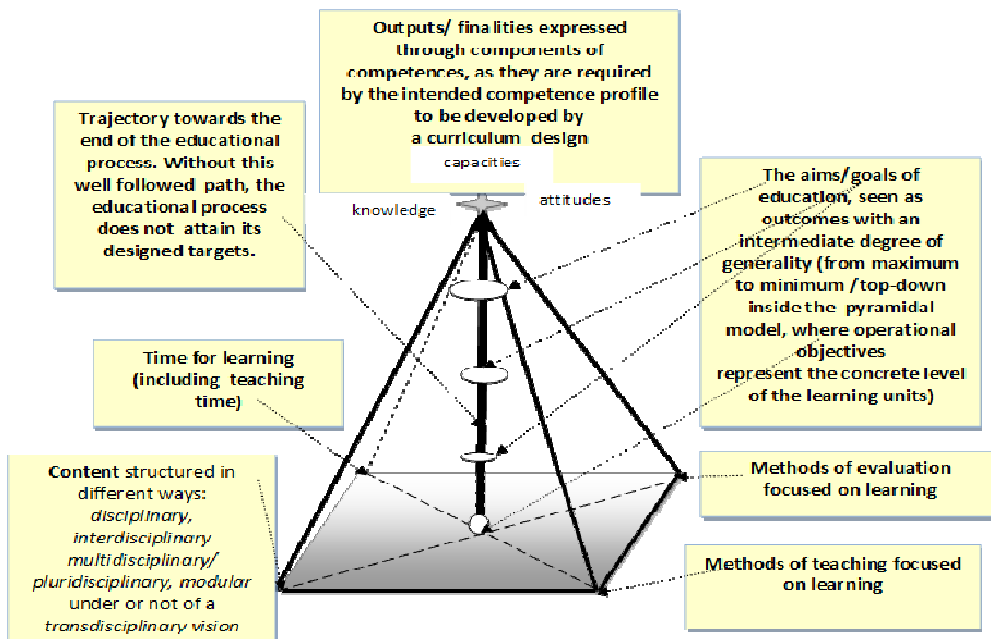 Outputs/ finalities expressed
through components of
competences, as they are required
by the intended competence profile
to be developed by
a curriculum design
capacities
knowledge
attitudes
Trajectory towards the
end of the educational
process. Without this
well followed path, the
educational process
does not attain its
designed targets.
The aims/goals of
education, seen as
outcomes with an
intermediate degree of
generality (from maximum
to minimum /top-down
inside the pyramidal
model, where operational
objectives
represent the concrete level
of the learning units)
Time for learning
(including teaching
time)
Content structured in
different ways:
disciplinary,
interdisciplinary
multidisciplinary/
pluridisciplinary, modular
under or not of a
transdisciplinary vision
Methods of evaluation
focused on learning
Methods of teaching focused
on learning